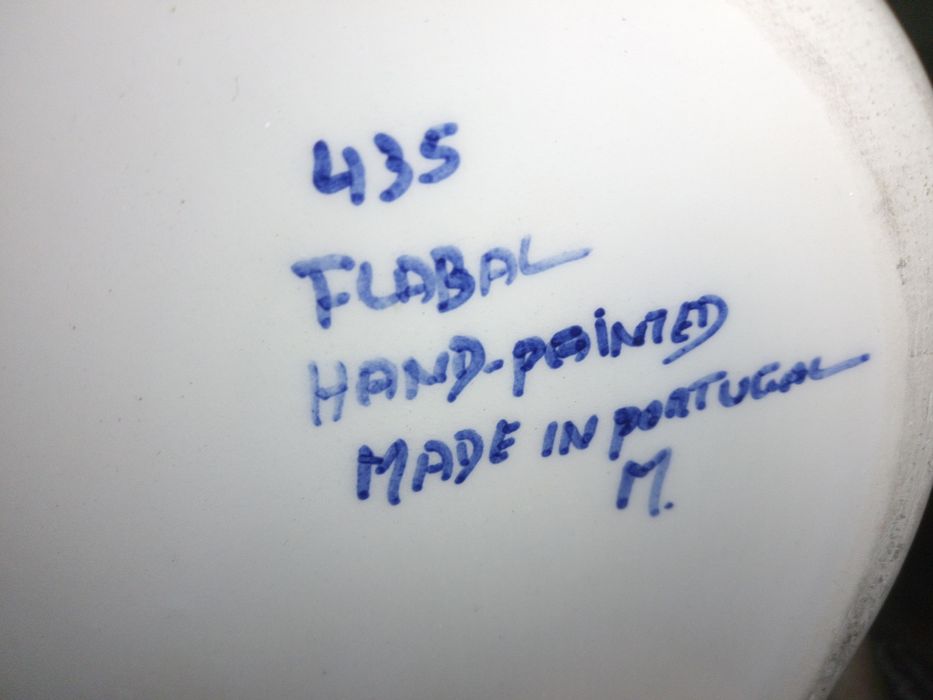 435
FLABAL
HAND-PAINTED
MADE IN PORTUGAL
M.